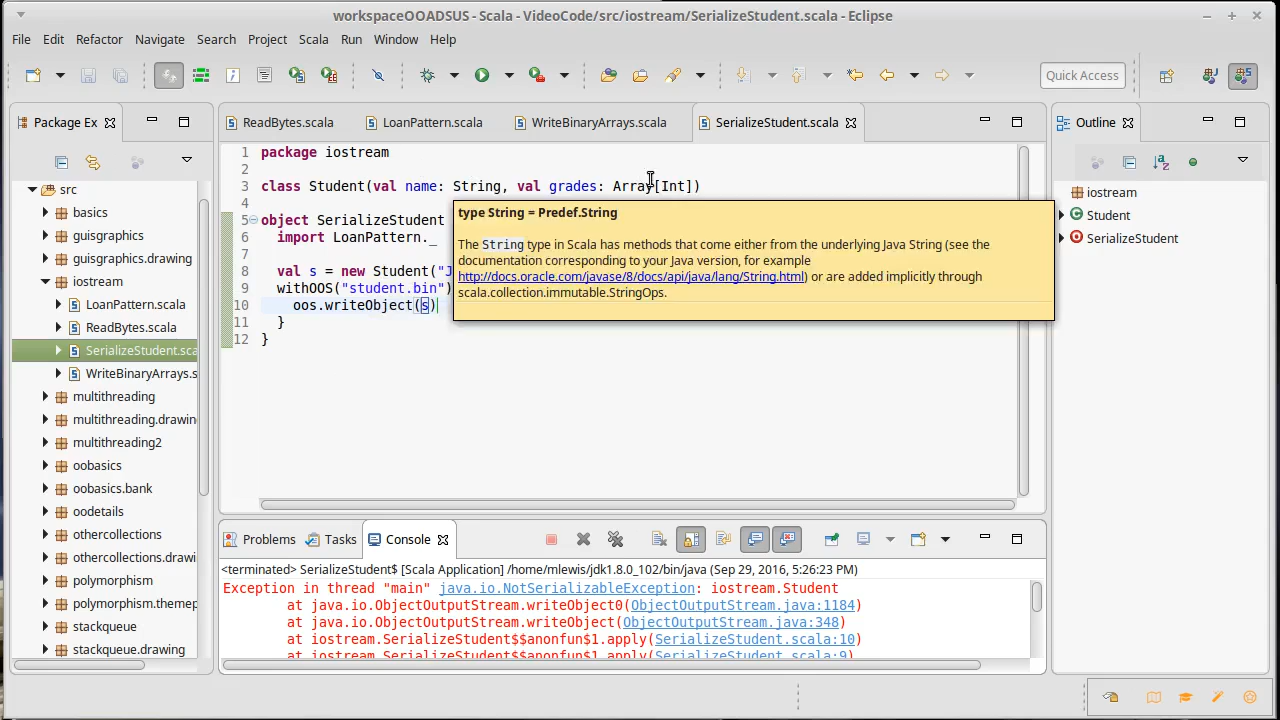 workspaceOOADSUS - Scala - VideoCode/src/iostream/SerializeStudent.scala - Eclipse
File Edit Refactor Navigate Search Project Scala Run Window Help
Quick Access
Package Ex
src
basics
guisgraphics
guisgraphics.drawing
iostream
LoanPattern.scala
ReadBytes.scala
SerializeStudent.sca
WriteBinaryArrays.s
multithreading
multithreading.drawin
multithreading2
oobasics
oobasics.bank
oodetails
othercollections
othercollections.drawi
polymorphism
polymorphism.themep
stackqueue
stackqueue.drawing
ReadBytes.scala LoanPattern.scala WriteBinaryArrays.scala SerializeStudent.scala
1 package iostream
2
3 class Student(val name: String, val grades: Array[Int])
4
5 object SerializeStudent
6 import LoanPattern._
7
8 val s = new Student("J
9 withOOS("student.bin")
10 oos.writeObject(s)
11 }
12 }
type String = Predef.String
The String type in Scala has methods that come either from the underlying Java String (see the
documentation corresponding to your Java version, for example
http://docs.oracle.com/javase/8/docs/api/java/lang/String.html) or are added implicitly through
scala.collection.immutable.StringOps.
Outline
iostream
Student
SerializeStudent
Problems Tasks Console
<terminated> SerializeStudent$ [Scala Application] /home/mlewis/jdk1.8.0_102/bin/java (Sep 29, 2016, 5:26:23 PM)
Exception in thread "main" java.io.NotSerializableException: iostream.Student
at java.io.ObjectOutputStream.writeObject0(ObjectOutputStream.java:1184)
at java.io.ObjectOutputStream.writeObject(ObjectOutputStream.java:348)
at iostream.SerializeStudent$$anonfun$1.apply(SerializeStudent.scala:10)
at iostream.SerializeStudent$$anonfun$1.apply(SerializeStudent.scala:9)